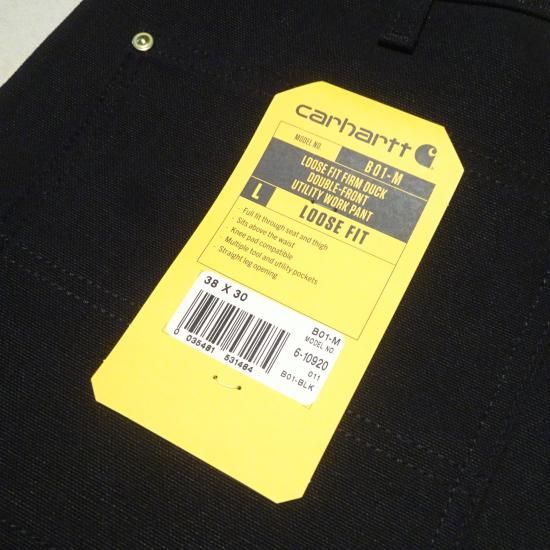 carhartt
MODEL NO. B01-M
LOOSE FIT FIRM DUCK
DOUBLE-FRONT
UTILITY WORK PANT
L LOOSE FIT
· Full fit through seat and thigh
· Sits above the waist
· Knee pad compatible
· Multiple tool and utility pockets
· Straight leg opening
38 X 30
B01-M
MODEL NO
6-10920
011
B01-BLK
0 035481 531484